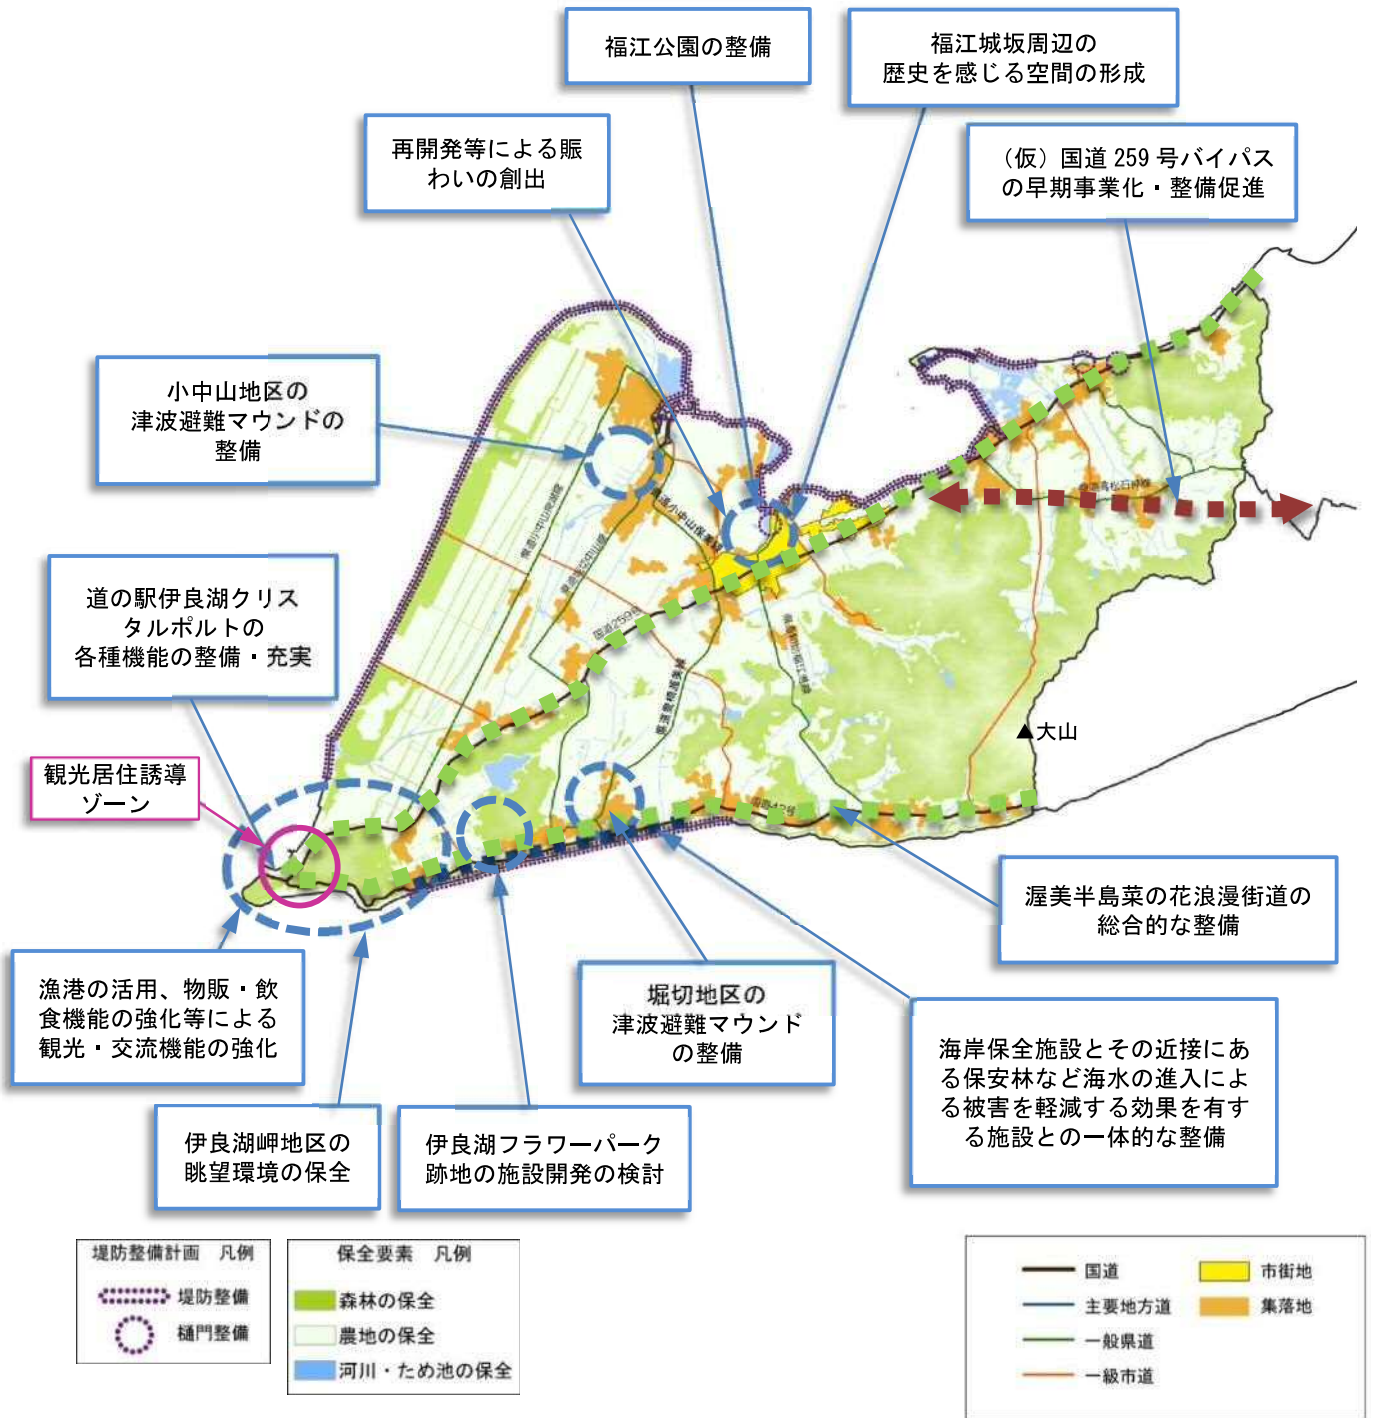 福江公園の整備
福江城坂周辺の
歴史を感じる空間の形成
再開発等による賑
わいの創出
（仮）国道 259 号バイパス
の早期事業化・整備促進
小中山地区の
津波避難マウンドの
整備
道の駅伊良湖クリス
タルポルトの
各種機能の整備・充実
観光居住誘導
ゾーン
国道259号
国道42号
▲大山
渥美半島菜の花浪漫街道の
総合的な整備
漁港の活用、物販・飲
食機能の強化等による
観光・交流機能の強化
堀切地区の
津波避難マウンド
の整備
海岸保全施設とその近接にあ
る保安林など海水の進入によ
る被害を軽減する効果を有す
る施設との一体的な整備
伊良湖岬地区の
眺望環境の保全
伊良湖フラワーパーク
跡地の施設開発の検討
堤防整備計画　凡例
堤防整備
樋門整備
保全要素　凡例
森林の保全
農地の保全
河川・ため池の保全
国道
主要地方道
一般県道
一級市道
市街地
集落地